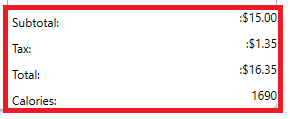 Subtotal: :$15.00
Tax: :$1.35
Total: :$16.35
Calories: 1690